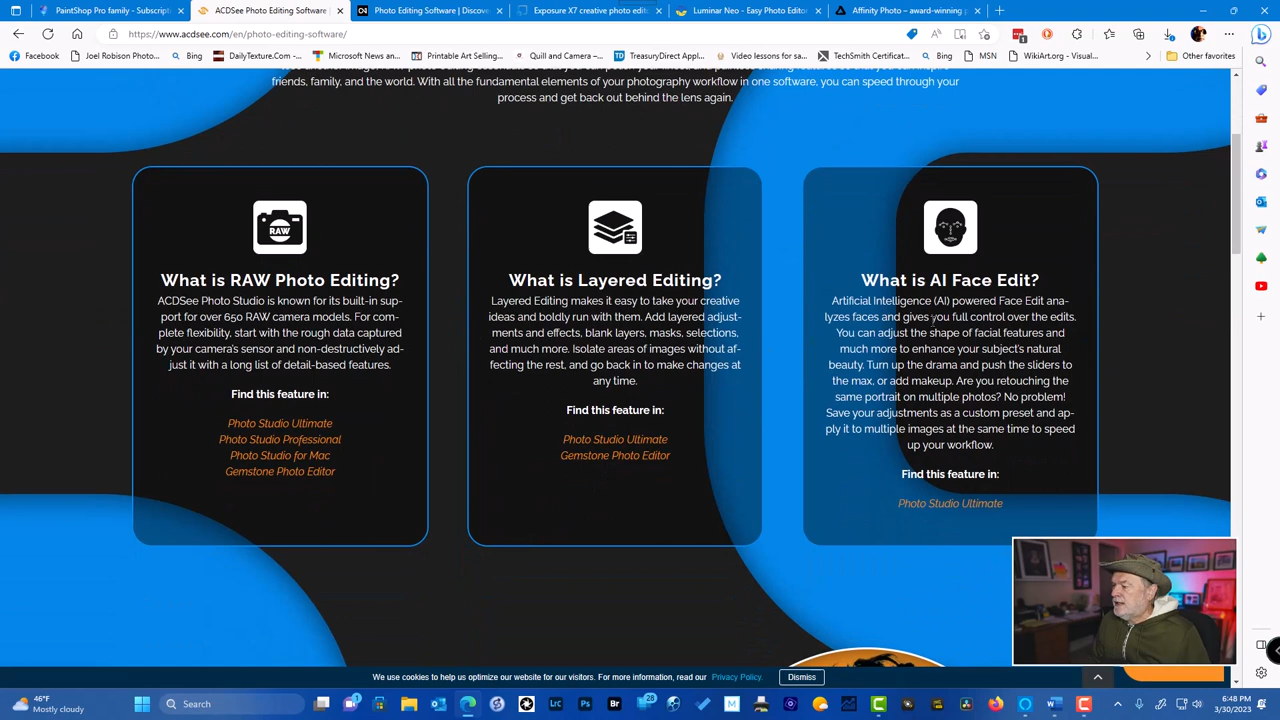 PaintShop Pro family - Subscript
ACDSee Photo Editing Software |
Photo Editing Software | Discove
Exposure X7 creative photo edit
Luminar Neo - Easy Photo Editor
Affinity Photo – award-winning p
https://www.acdsee.com/en/photo-editing-software/
Facebook
Joel Robison Photo...
Bing
DailyTexture.Com -...
Microsoft News an...
Printable Art Selling...
Quill and Camera –...
TreasuryDirect App...
Video lessons for sa...
TechSmith Certificat...
Bing
MSN
WikiArt.org - Visual...
Other favorites
friends, family, and the world. With all the fundamental elements of your photography workflow in one software, you can speed through your
process and get back out behind the lens again.
RAW
What is RAW Photo Editing?
ACDSee Photo Studio is known for its built-in sup-
port for over 650 RAW camera models. For com-
plete flexibility, start with the rough data captured
by your camera's sensor and non-destructively ad-
just it with a long list of detail-based features.
Find this feature in:
Photo Studio Ultimate
Photo Studio Professional
Photo Studio for Mac
Gemstone Photo Editor
What is Layered Editing?
Layered Editing makes it easy to take your creative
ideas and boldly run with them. Add layered adjust-
ments and effects, blank layers, masks, selections,
and much more. Isolate areas of images without af-
fecting the rest, and go back in to make changes at
any time.
Find this feature in:
Photo Studio Ultimate
Gemstone Photo Editor
What is AI Face Edit?
Artificial Intelligence (AI) powered Face Edit ana-
lyzes faces and gives you full control over the edits.
You can adjust the shape of facial features and
much more to enhance your subject's natural
beauty. Turn up the drama and push the sliders to
the max, or add makeup. Are you retouching the
same portrait on multiple photos? No problem!
Save your adjustments as a custom preset and ap-
ply it to multiple images at the same time to speed
up your workflow.
Find this feature in:
Photo Studio Ultimate
We use cookies to help us optimize our website for our visitors. For more information, read our Privacy Policy.
Dismiss
46°F
Mostly cloudy
Search
1
LrC
Ps
Br
28
M
6:48 PM
3/30/2023